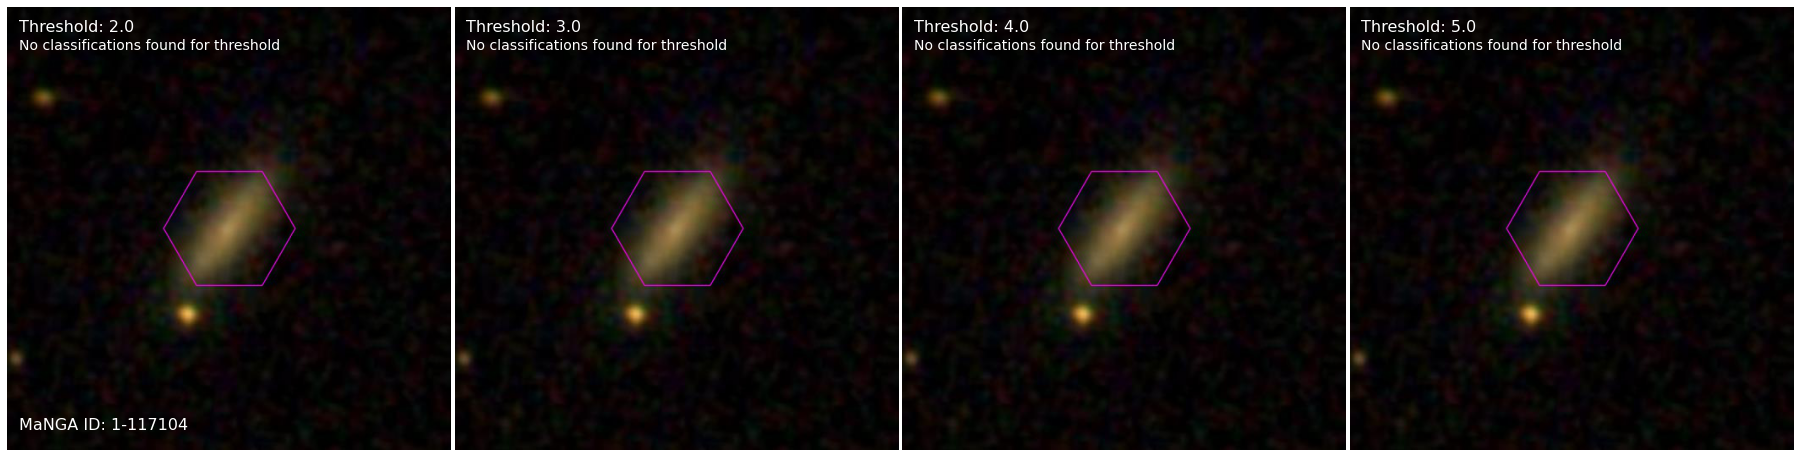 Threshold: 2.0
No classifications found for threshold
MaNGA ID: 1-117104
Threshold: 3.0
No classifications found for threshold
Threshold: 4.0
No classifications found for threshold
Threshold: 5.0
No classifications found for threshold